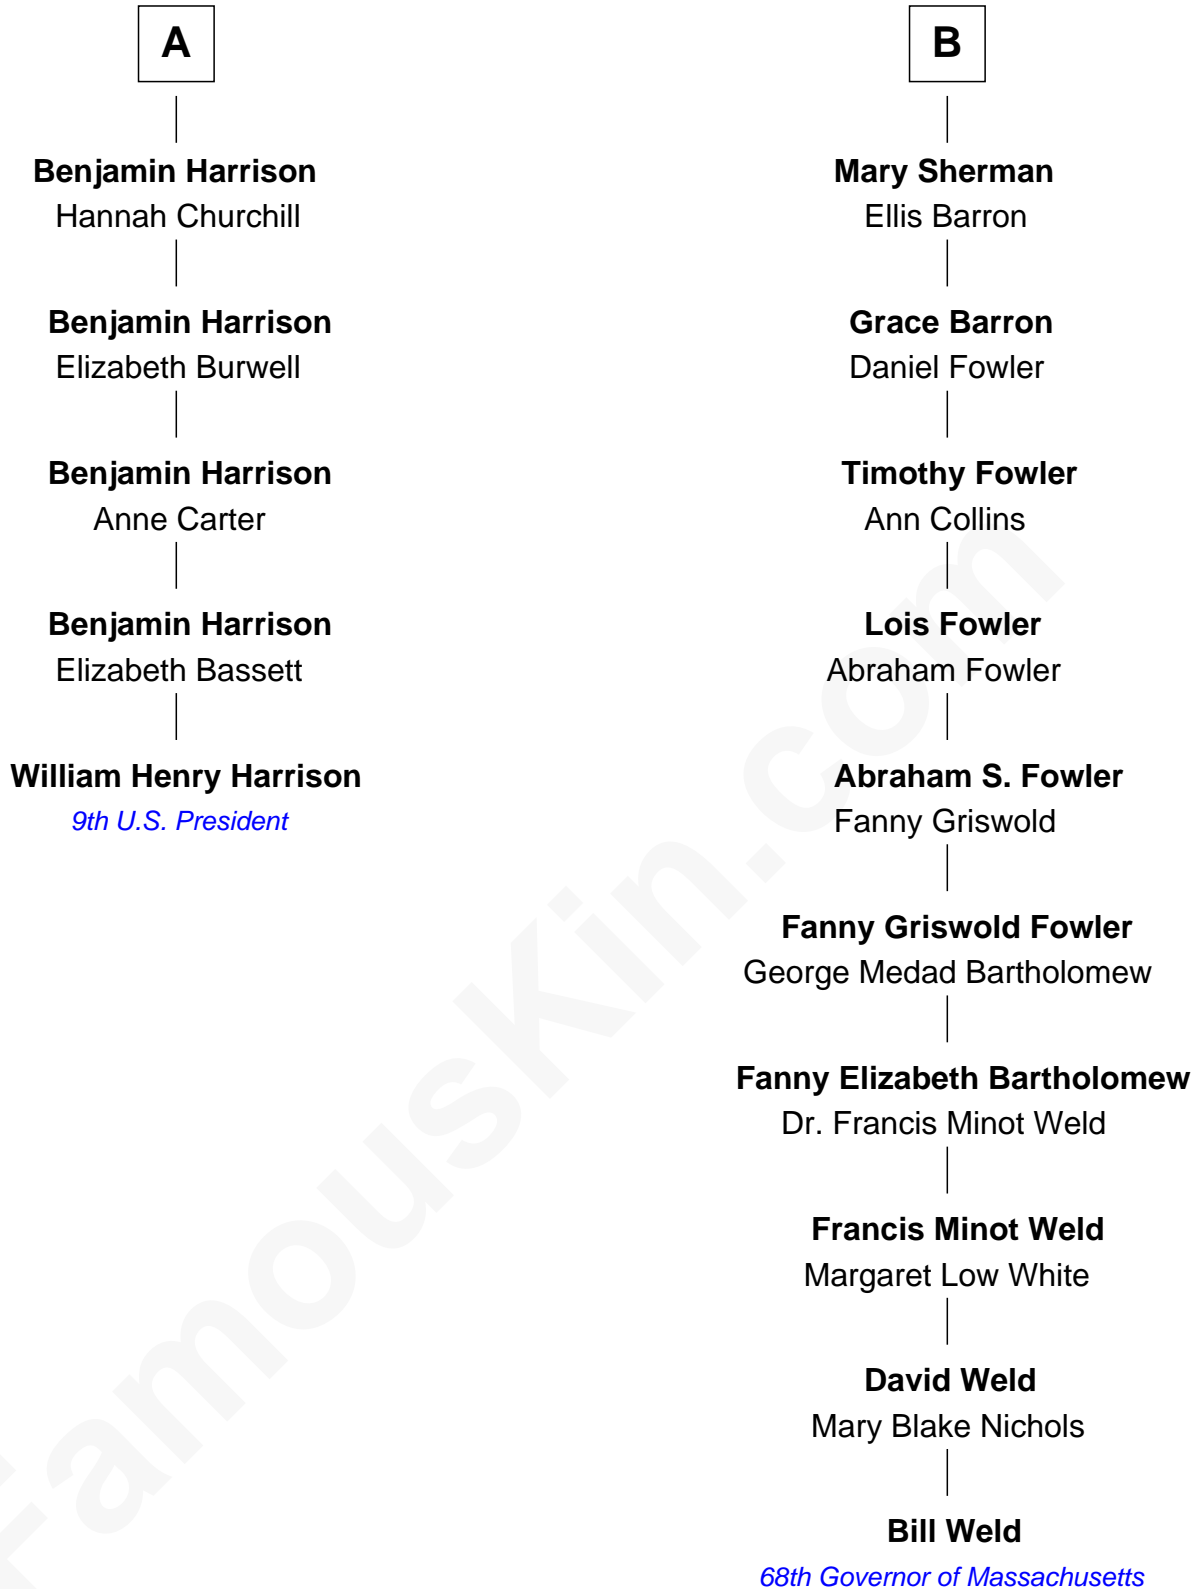 A
Benjamin Harrison
Hannah Churchill
Benjamin Harrison
Elizabeth Burwell
Benjamin Harrison
Anne Carter
Benjamin Harrison
Elizabeth Bassett
William Henry Harrison
9th U.S. President
B
Mary Sherman
Ellis Barron
Grace Barron
Daniel Fowler
Timothy Fowler
Ann Collins
Lois Fowler
Abraham Fowler
Abraham S. Fowler
Fanny Griswold
Fanny Griswold Fowler
George Medad Bartholomew
Fanny Elizabeth Bartholomew
Dr. Francis Minot Weld
Francis Minot Weld
Margaret Low White
David Weld
Mary Blake Nichols
Bill Weld
68th Governor of Massachusetts
FamousKin.com